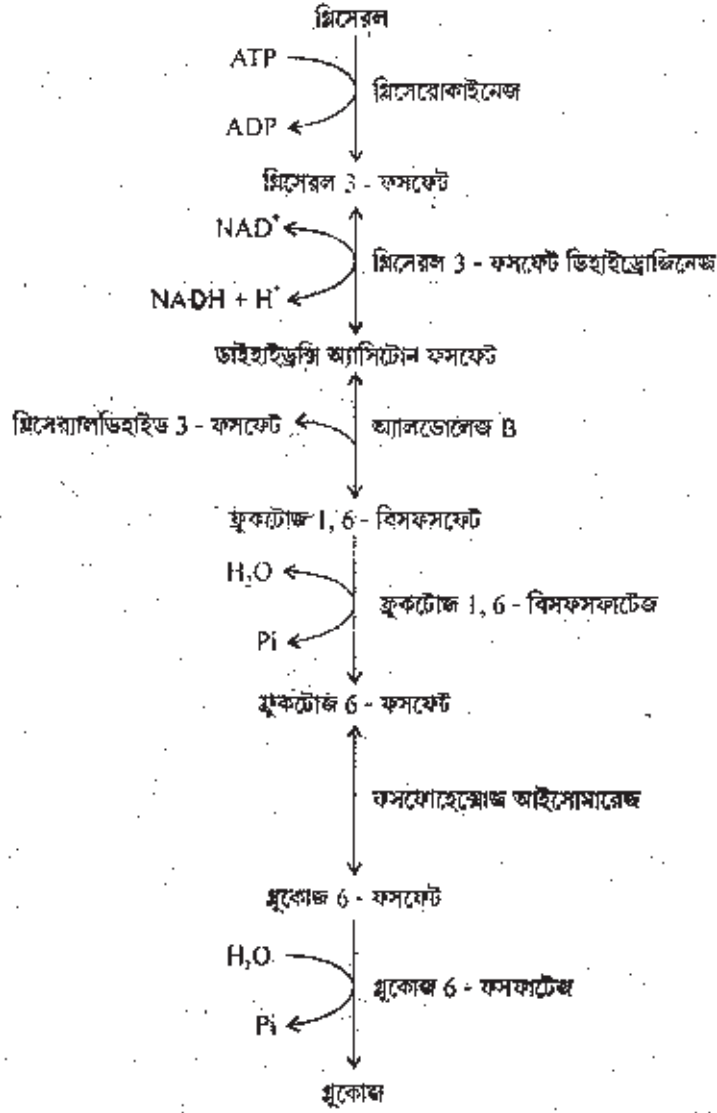 গ্লিসেরল
ATP
গ্লিসেরোকাইনেজ
ADP
গ্লিসেরল 3 - ফসফেট
NAD⁺
গ্লিসেরল 3 - ফসফেট ডিহাইড্রোজিনেজ
NADH + H⁺
ডাইহাইড্রক্সি অ্যাসিটোন ফসফেট
গ্লিসের‍্যালডিহাইড 3 - ফসফেট
অ্যালডোলেজ B
ফ্রুকটোজ 1, 6 - বিসফসফেট
H₂O
ফ্রুকটোজ 1, 6 - বিসফসফাটেজ
Pi
ফ্রুকটোজ 6 - ফসফেট
ফসফোহেক্সোজ আইসোমারেজ
গ্লুকোজ 6 - ফসফেট
H₂O
গ্লুকোজ 6 - ফসফাটেজ
Pi
গ্লুকোজ